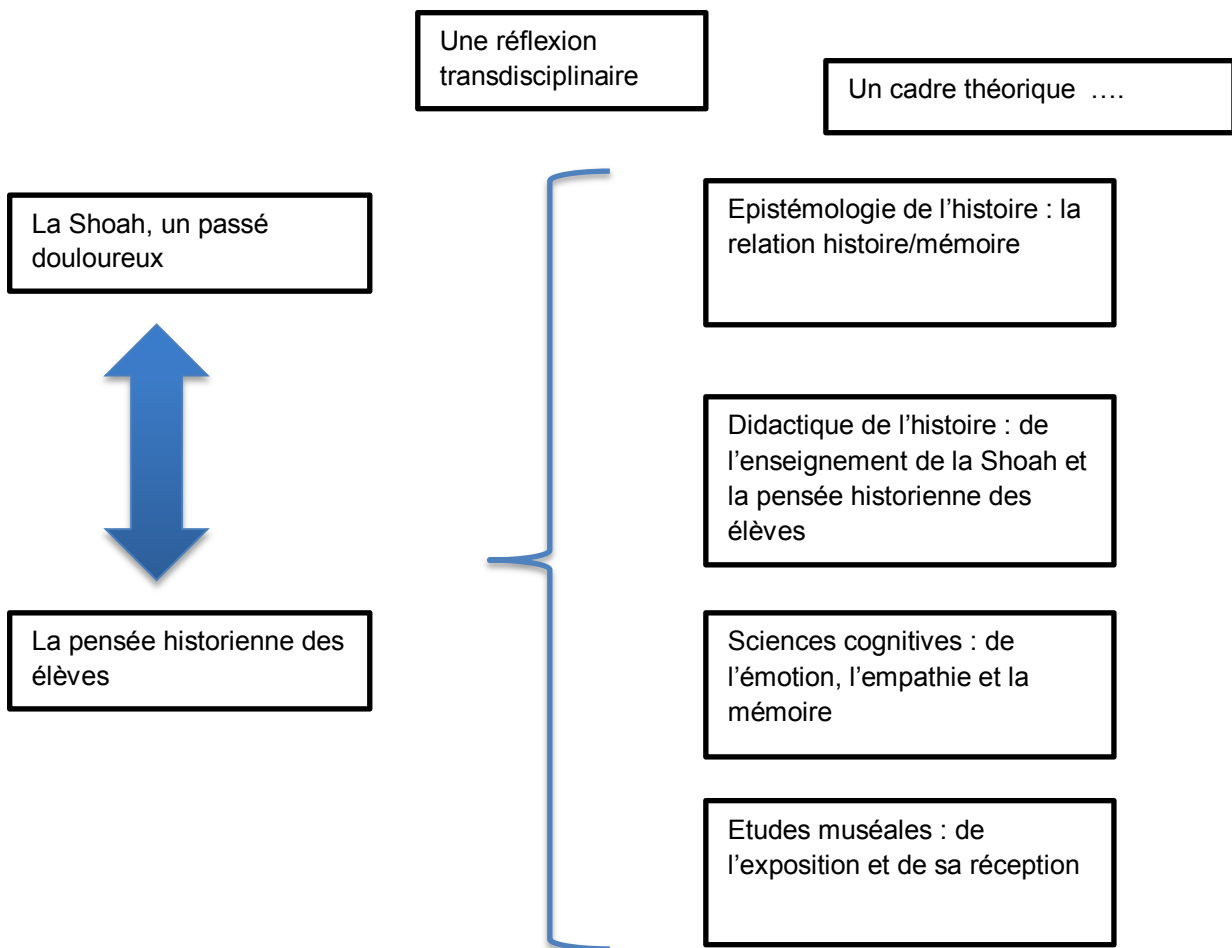 Une réflexion
transdisciplinaire
Un cadre théorique ….
La Shoah, un passé
douloureux
La pensée historienne des
élèves
Epistémologie de l’histoire : la
relation histoire/mémoire
Didactique de l’histoire : de
l’enseignement de la Shoah et
la pensée historienne des
élèves
Sciences cognitives : de
l’émotion, l’empathie et la
mémoire
Etudes muséales : de
l’exposition et de sa réception